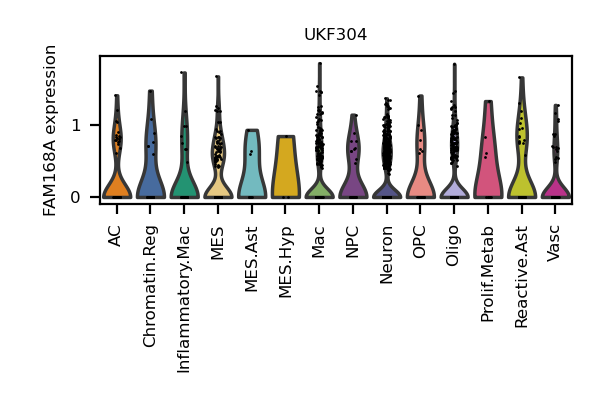 UKF304
FAM168A expression
1
0
AC
Chromatin.Reg
Inflammatory.Mac
MES
MES.Ast
MES.Hyp
Mac
NPC
Neuron
OPC
Oligo
Prolif.Metab
Reactive.Ast
Vasc